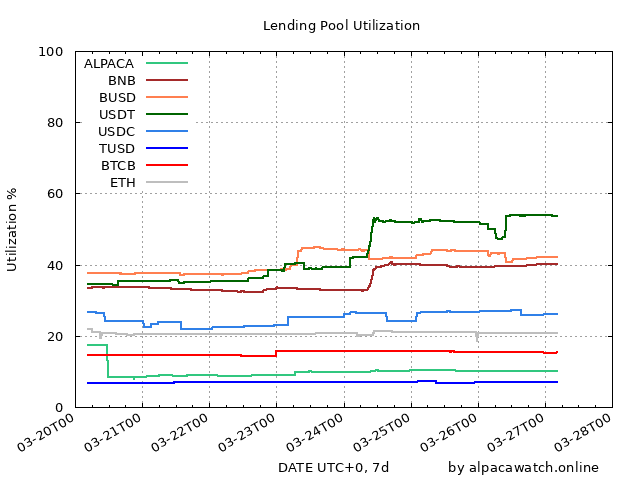 Lending Pool Utilization
100
80
60
40
20
0
Utilization %
ALPACA
BNB
BUSD
USDT
USDC
TUSD
BTCB
ETH
03-20T00
03-21T00
03-22T00
03-23T00
03-24T00
03-25T00
03-26T00
03-27T00
03-28T00
DATE UTC+0, 7d
by alpacawatch.online